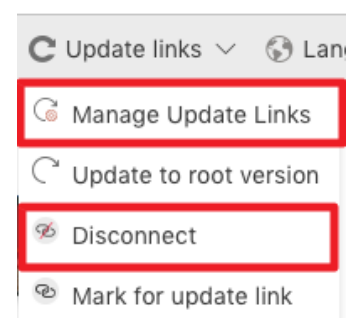 Update links Lan
Manage Update Links
Update to root version
Disconnect
Mark for update link